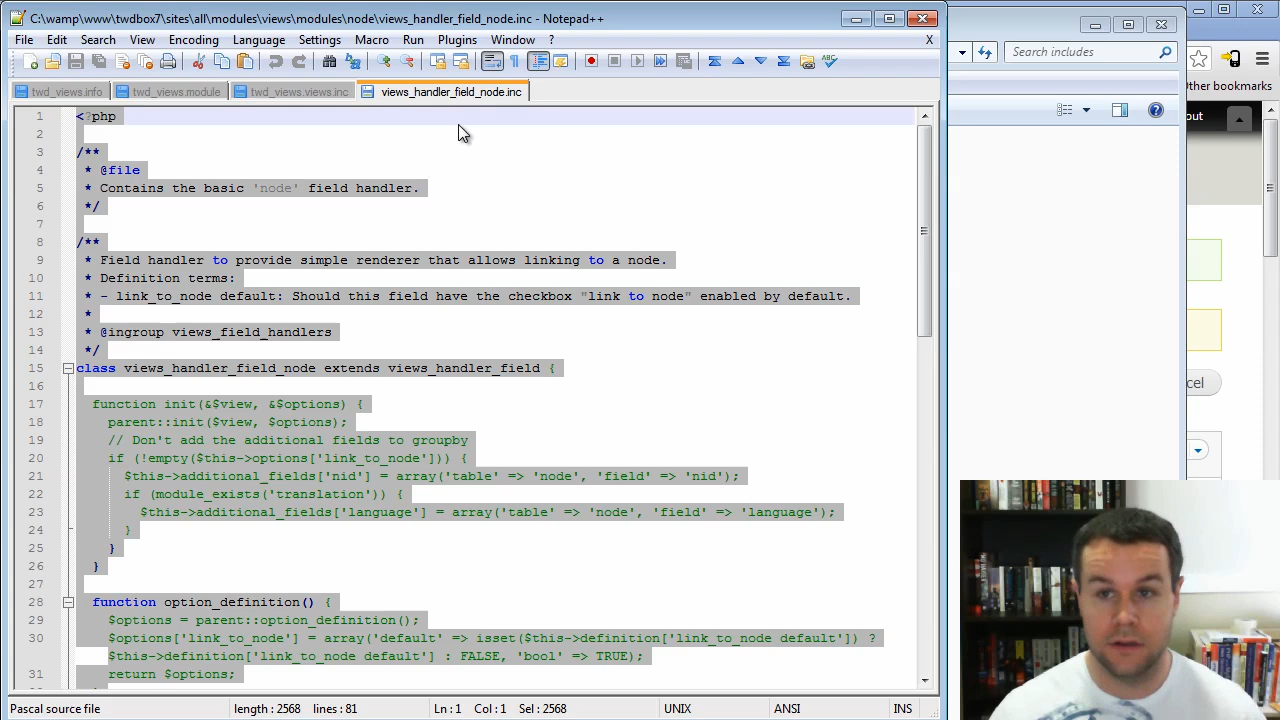 C:\wamp\www\twdbox7\sites\all\modules\views\modules\node\views_handler_field_node.inc - Notepad++
File Edit Search View Encoding Language Settings Macro Run Plugins Window ? X
Search includes
Other bookmarks
twd_views.info twd_views.module twd_views.views.inc views_handler_field_node.inc
out
1 <?php
2
3 /**
4 * @file
5 * Contains the basic 'node' field handler.
6 */
7
8 /**
9 * Field handler to provide simple renderer that allows linking to a node.
10 * Definition terms:
11 * - link_to_node default: Should this field have the checkbox "link to node" enabled by default.
12 *
13 * @ingroup views_field_handlers
14 */
15 class views_handler_field_node extends views_handler_field {
16
17 function init(&$view, &$options) {
18 parent::init($view, $options);
19 // Don't add the additional fields to groupby
20 if (!empty($this->options['link_to_node'])) {
21 $this->additional_fields['nid'] = array('table' => 'node', 'field' => 'nid');
22 if (module_exists('translation')) {
23 $this->additional_fields['language'] = array('table' => 'node', 'field' => 'language');
24 }
25 }
26 }
27
28 function option_definition() {
29 $options = parent::option_definition();
30 $options['link_to_node'] = array('default' => isset($this->definition['link_to_node default']) ?
$this->definition['link_to_node default'] : FALSE, 'bool' => TRUE);
31 return $options;
cel
Pascal source file length : 2568 lines : 81 Ln : 1 Col : 1 Sel : 2568 UNIX ANSI INS